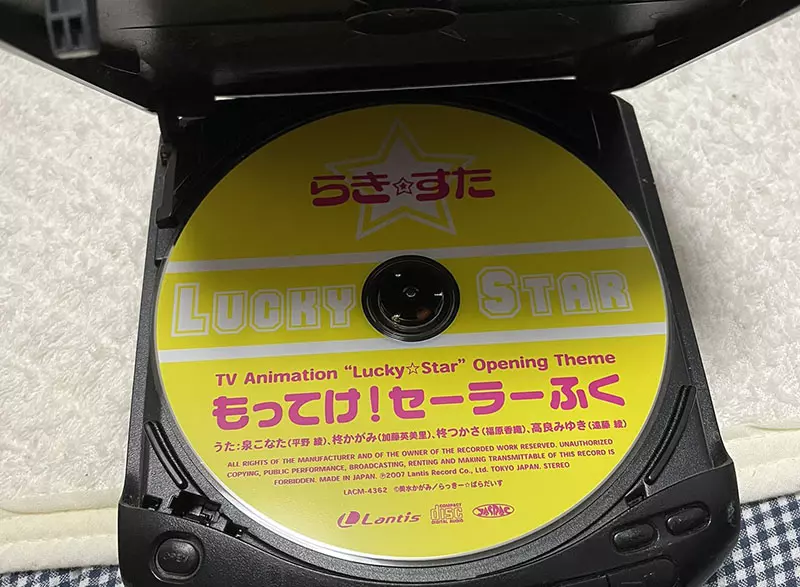 らき☆すた
LUCKY STAR
TV Animation “Lucky☆Star” Opening Theme
もってけ!セーラーふく
うた:泉こなた(平野 綾)、柊かがみ(加藤英美里)、柊つかさ(福原香織)、高良みゆき(遠藤 綾)
ALL RIGHTS OF THE MANUFACTURER AND OF THE OWNER OF THE RECORDED WORK RESERVED. UNAUTHORIZED
COPYING, PUBLIC PERFORMANCE, BROADCASTING, RENTING AND MAKING TRANSMITTABLE OF THIS RECORD IS
FORBIDDEN. MADE IN JAPAN. ℗2007 Lantis Record Co., Ltd. TOKYO JAPAN. STEREO
LACM-4362 ©美水かがみ/らっきー☆ぱらだいす
Lantis COMPACT disc DIGITAL AUDIO JASRAC